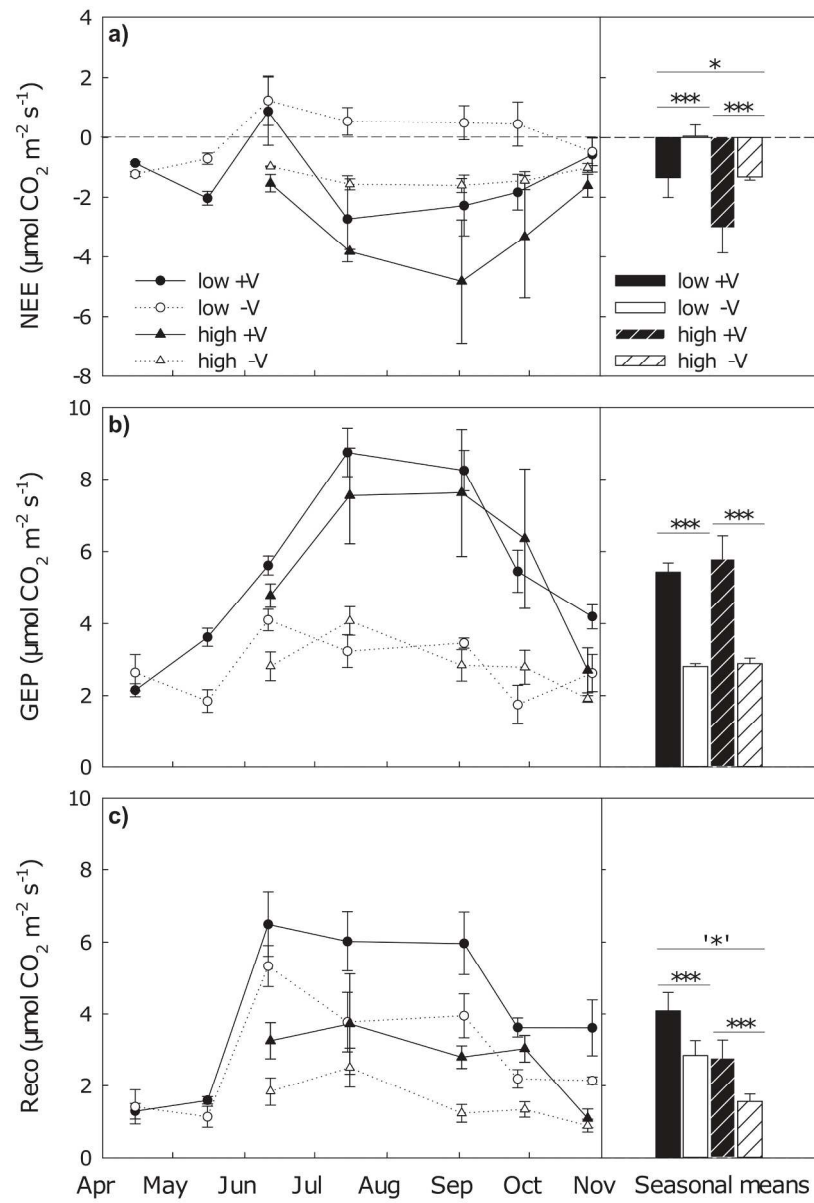 a)
4
2
0
-2
-4
-6
-8
NEE (µmol CO2 m-2 s-1)
*
*** ***
low +V
low -V
high +V
high -V
low +V
low -V
high +V
high -V
b)
10
8
6
4
2
0
GEP (µmol CO2 m-2 s-1)
*** ***
c)
10
8
6
4
2
0
Reco (µmol CO2 m-2 s-1)
'*'
*** ***
Apr May Jun Jul Aug Sep Oct Nov Seasonal means